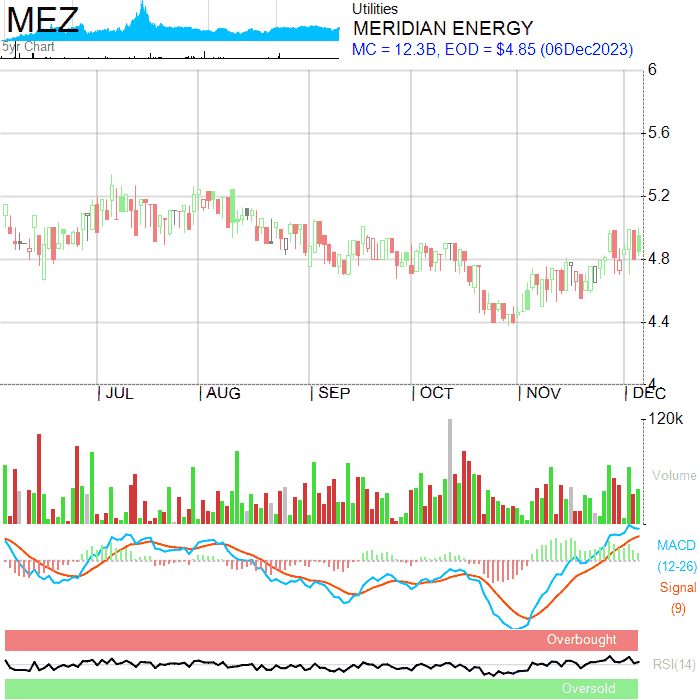 MEZ
5yr Chart
Utilities
MERIDIAN ENERGY
MC = 12.3B, EOD = $4.85 (06Dec2023)
6
5.6
5.2
4.8
4.4
4
| JUL
| AUG
| SEP
| OCT
| NOV
| DEC
120k
Volume
MACD
(12-26)
Signal
(9)
Overbought
RSI(14)
Oversold